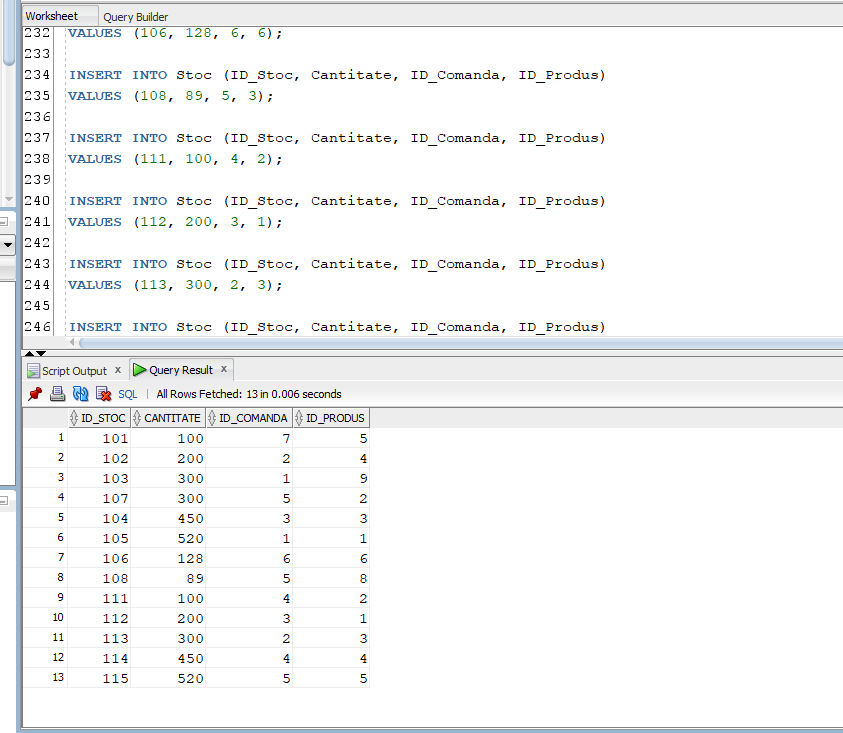 Worksheet Query Builder
232 VALUES (106, 128, 6, 6);
233
234 INSERT INTO Stoc (ID_Stoc, Cantitate, ID_Comanda, ID_Produs)
235 VALUES (108, 89, 5, 3);
236
237 INSERT INTO Stoc (ID_Stoc, Cantitate, ID_Comanda, ID_Produs)
238 VALUES (111, 100, 4, 2);
239
240 INSERT INTO Stoc (ID_Stoc, Cantitate, ID_Comanda, ID_Produs)
241 VALUES (112, 200, 3, 1);
242
243 INSERT INTO Stoc (ID_Stoc, Cantitate, ID_Comanda, ID_Produs)
244 VALUES (113, 300, 2, 3);
245
246 INSERT INTO Stoc (ID_Stoc, Cantitate, ID_Comanda, ID_Produs)
Script Output x Query Result x
SQL | All Rows Fetched: 13 in 0.006 seconds
ID_STOC CANTITATE ID_COMANDA ID_PRODUS
1 101 100 7 5
2 102 200 2 4
3 103 300 1 9
4 107 300 5 2
5 104 450 3 3
6 105 520 1 1
7 106 128 6 6
8 108 89 5 8
9 111 100 4 2
10 112 200 3 1
11 113 300 2 3
12 114 450 4 4
13 115 520 5 5